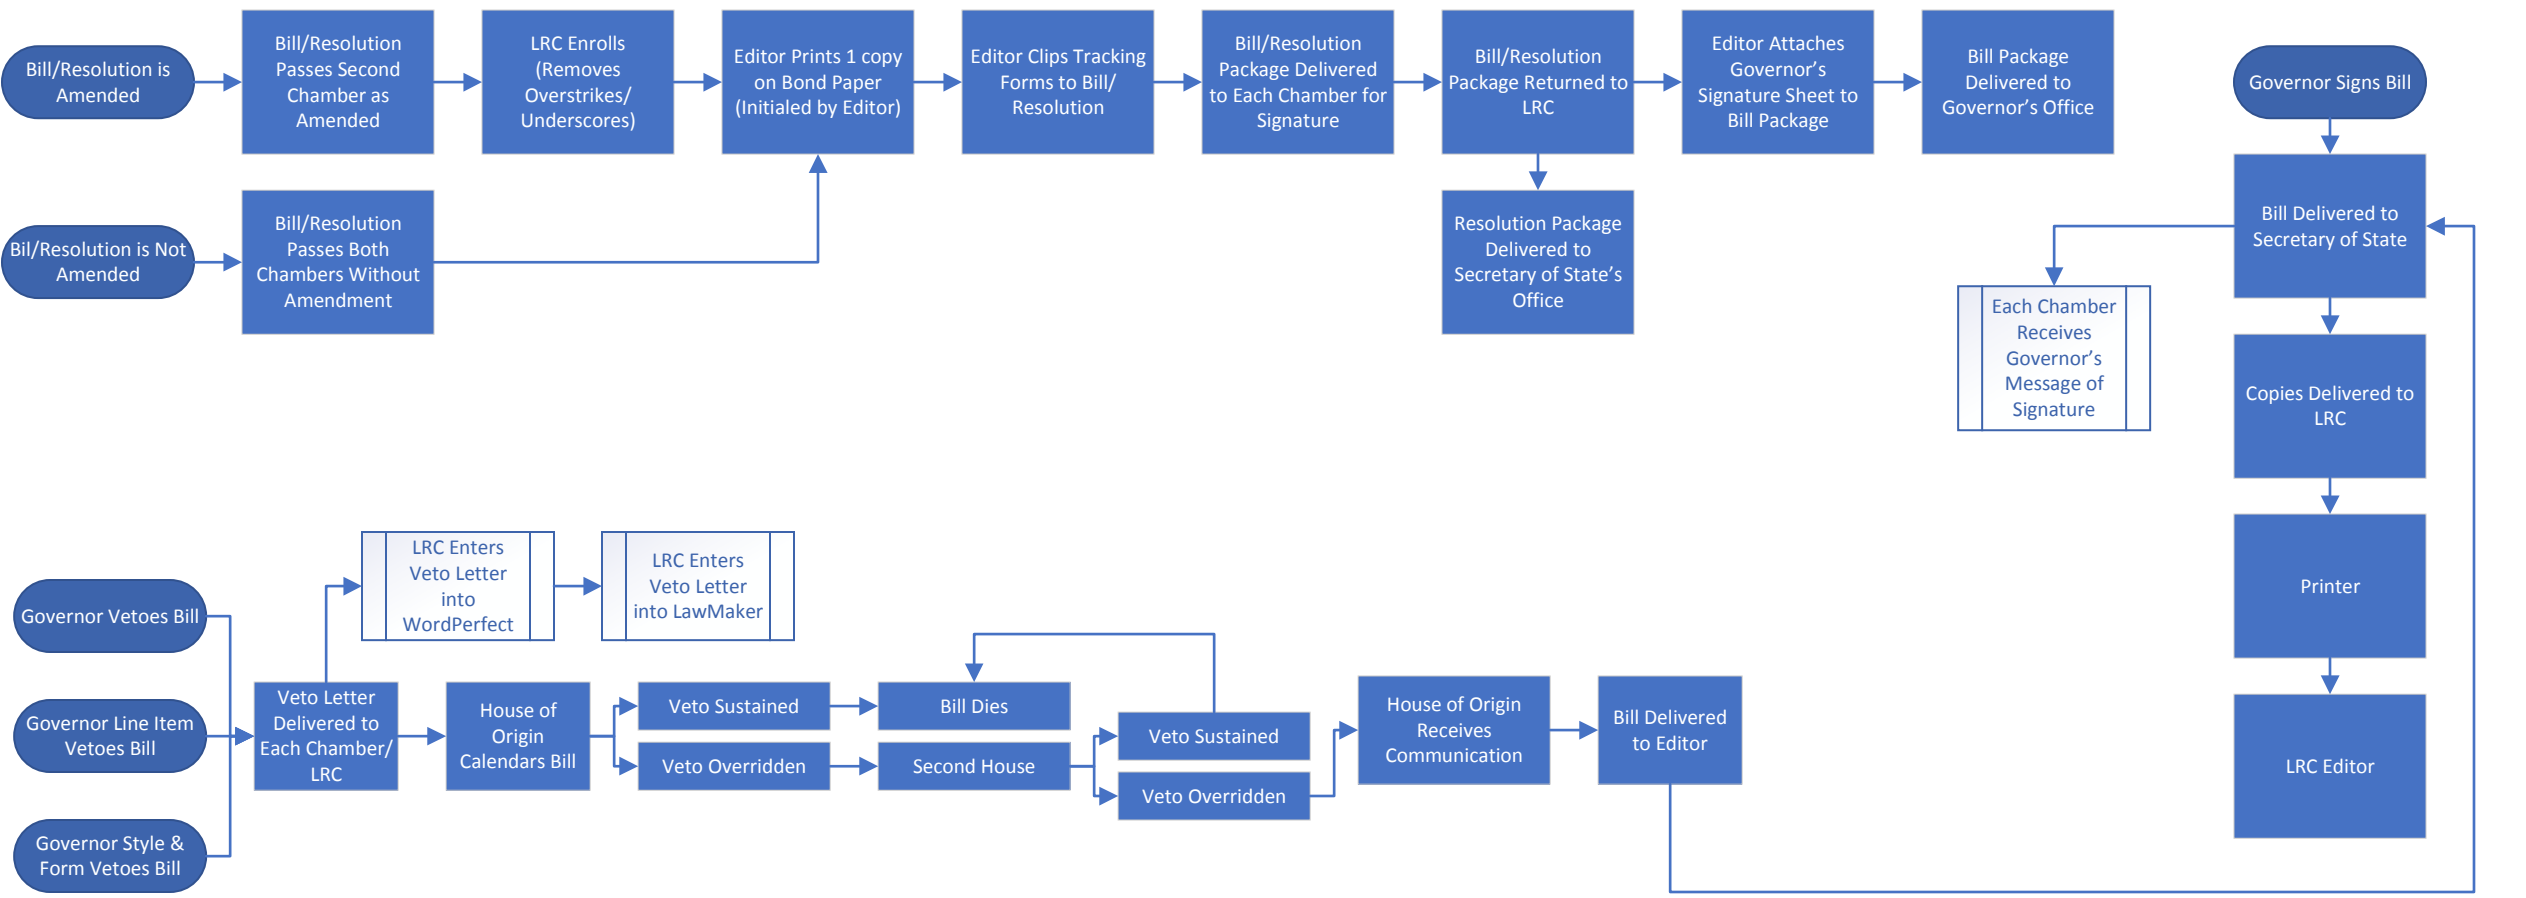 Bill/Resolution is
Amended
Bill/Resolution
Passes Second
Chamber as
Amended
LRC Enrolls
(Removes
Overstrikes/
Underscores)
Editor Prints 1 copy
on Bond Paper
(Initialed by Editor)
Editor Clips Tracking
Forms to Bill/
Resolution
Bill/Resolution
Package Delivered
to Each Chamber for
Signature
Bill/Resolution
Package Returned to
LRC
Editor Attaches
Governor's
Signature Sheet to
Bill Package
Bill Package
Delivered to
Governor's Office
Governor Signs Bill
Bil/Resolution is Not
Amended
Bill/Resolution
Passes Both
Chambers Without
Amendment
Resolution Package
Delivered to
Secretary of State's
Office
Bill Delivered to
Secretary of State
Each Chamber
Receives
Governor's
Message of
Signature
Copies Delivered to
LRC
Printer
LRC Editor
LRC Enters
Veto Letter
into
WordPerfect
LRC Enters
Veto Letter
into LawMaker
Governor Vetoes Bill
Governor Line Item
Vetoes Bill
Governor Style &
Form Vetoes Bill
Veto Letter
Delivered to
Each Chamber/
LRC
House of
Origin
Calendars Bill
Veto Sustained
Veto Overridden
Bill Dies
Second House
Veto Sustained
Veto Overridden
House of Origin
Receives
Communication
Bill Delivered
to Editor